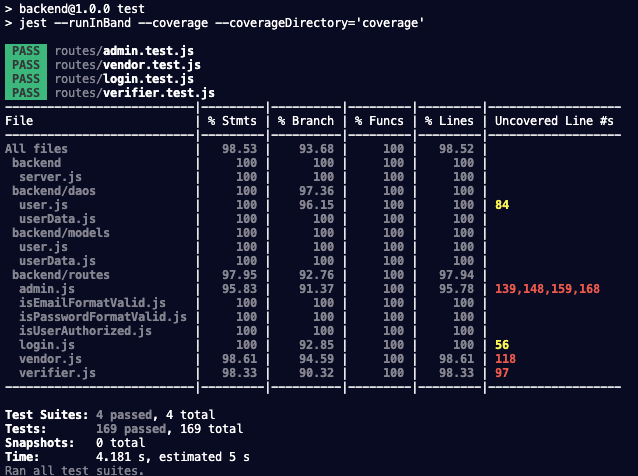 > backend@1.0.0 test
> jest --runInBand --coverage --coverageDirectory='coverage'
PASS routes/admin.test.js
PASS routes/vendor.test.js
PASS routes/login.test.js
PASS routes/verifier.test.js
File | % Stmts | % Branch | % Funcs | % Lines | Uncovered Line #s
All files | 98.53 | 93.68 | 100 | 98.52 |
backend | 100 | 100 | 100 | 100 |
server.js | 100 | 100 | 100 | 100 |
backend/daos | 100 | 97.36 | 100 | 100 |
user.js | 100 | 96.15 | 100 | 100 | 84
userData.js | 100 | 100 | 100 | 100 |
backend/models | 100 | 100 | 100 | 100 |
user.js | 100 | 100 | 100 | 100 |
userData.js | 100 | 100 | 100 | 100 |
backend/routes | 97.95 | 92.76 | 100 | 97.94 |
admin.js | 95.83 | 91.37 | 100 | 95.78 | 139,148,159,168
isEmailFormatValid.js | 100 | 100 | 100 | 100 |
isPasswordFormatValid.js | 100 | 100 | 100 | 100 |
isUserAuthorized.js | 100 | 100 | 100 | 100 |
login.js | 100 | 92.85 | 100 | 100 | 56
vendor.js | 98.61 | 94.59 | 100 | 98.61 | 118
verifier.js | 98.33 | 90.32 | 100 | 98.33 | 97
Test Suites: 4 passed, 4 total
Tests: 169 passed, 169 total
Snapshots: 0 total
Time: 4.181 s, estimated 5 s
Ran all test suites.